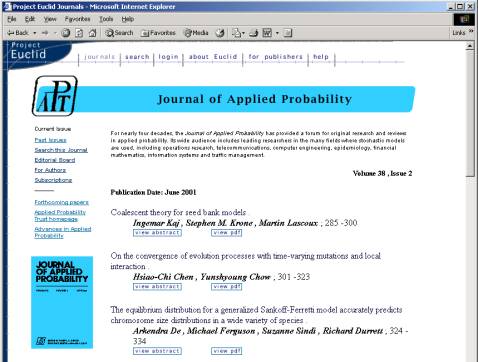 Project Euclid Journals - Microsoft Internet Explorer
File Edit View Favorites Tools Help
Back Search Favorites Media Links
Project
Euclid
journals | search | login | about Euclid | for publishers | help
APT
Journal of Applied Probability
Current Issue
Past Issues
Search this Journal
Editorial Board
For Authors
Subscriptions
Forthcoming papers
Applied Probability
Trust homepage
Advances in Applied
Probability
JOURNAL
OF APPLIED
PROBABILITY
For nearly four decades, the Journal of Applied Probability has provided a forum for original research and reviews
in applied probability. Its wide audience includes leading researchers in the many fields where stochastic models
are used, including operations research, telecommunications, computer engineering, epidemiology, financial
mathematics, information systems and traffic management.
Volume 38 , Issue 2
Publication Date: June 2001
Coalescent theory for seed bank models
Ingemar Kaj , Stephen M. Krone , Martin Lascoux ; 285 -300
view abstract view pdf
On the convergence of evolution processes with time-varying mutations and local
interaction
Hsiao-Chi Chen , Yunshyoung Chow ; 301 -323
view abstract view pdf
The equilibrium distribution for a generalized Sankoff-Ferretti model accurately predicts
chromosome size distributions in a wide variety of species
Arkendra De , Michael Ferguson , Suzanne Sindi , Richard Durrett ; 324 -
334
view abstract view pdf